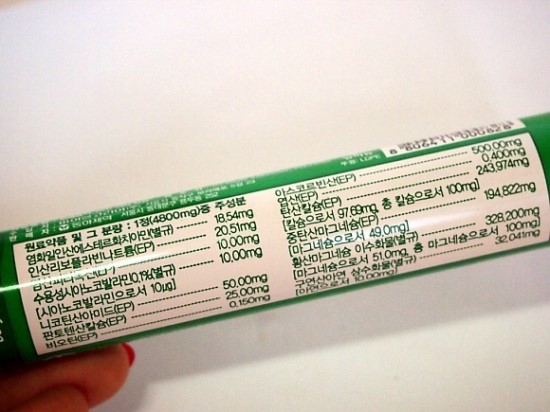 원료약품 및 그 분량 : 1정(4800mg)중 주성분
염화일인산에스테르화치아민(별규) 18.54mg
인산리보플라빈나트륨(EP) 20.51mg
10.00mg
수용성시아노코발라민0.1%(별규) 10.00mg
[시아노코발라민으로서 10㎍]
니코틴산아미드(EP) 50.00mg
판토텐산칼슘(EP) 25.00mg
비오틴(EP) 0.150mg
아스코르빈산(EP) 500.00mg
엽산(EP) 0.400mg
탄산칼슘(EP) 243.974mg
[칼슘으로서 97.69mg, 총 칼슘으로서 100mg]
중탄산마그네슘(EP) 194.822mg
[마그네슘으로서 49.0mg]
황산마그네슘 이수화물(별규) 328.200mg
[마그네슘으로서 51.0mg, 총 마그네슘으로서 100mg]
구연산아연 삼수화물(별규) 32.041mg
[아연으로서 10.00mg]
8 806411 000828